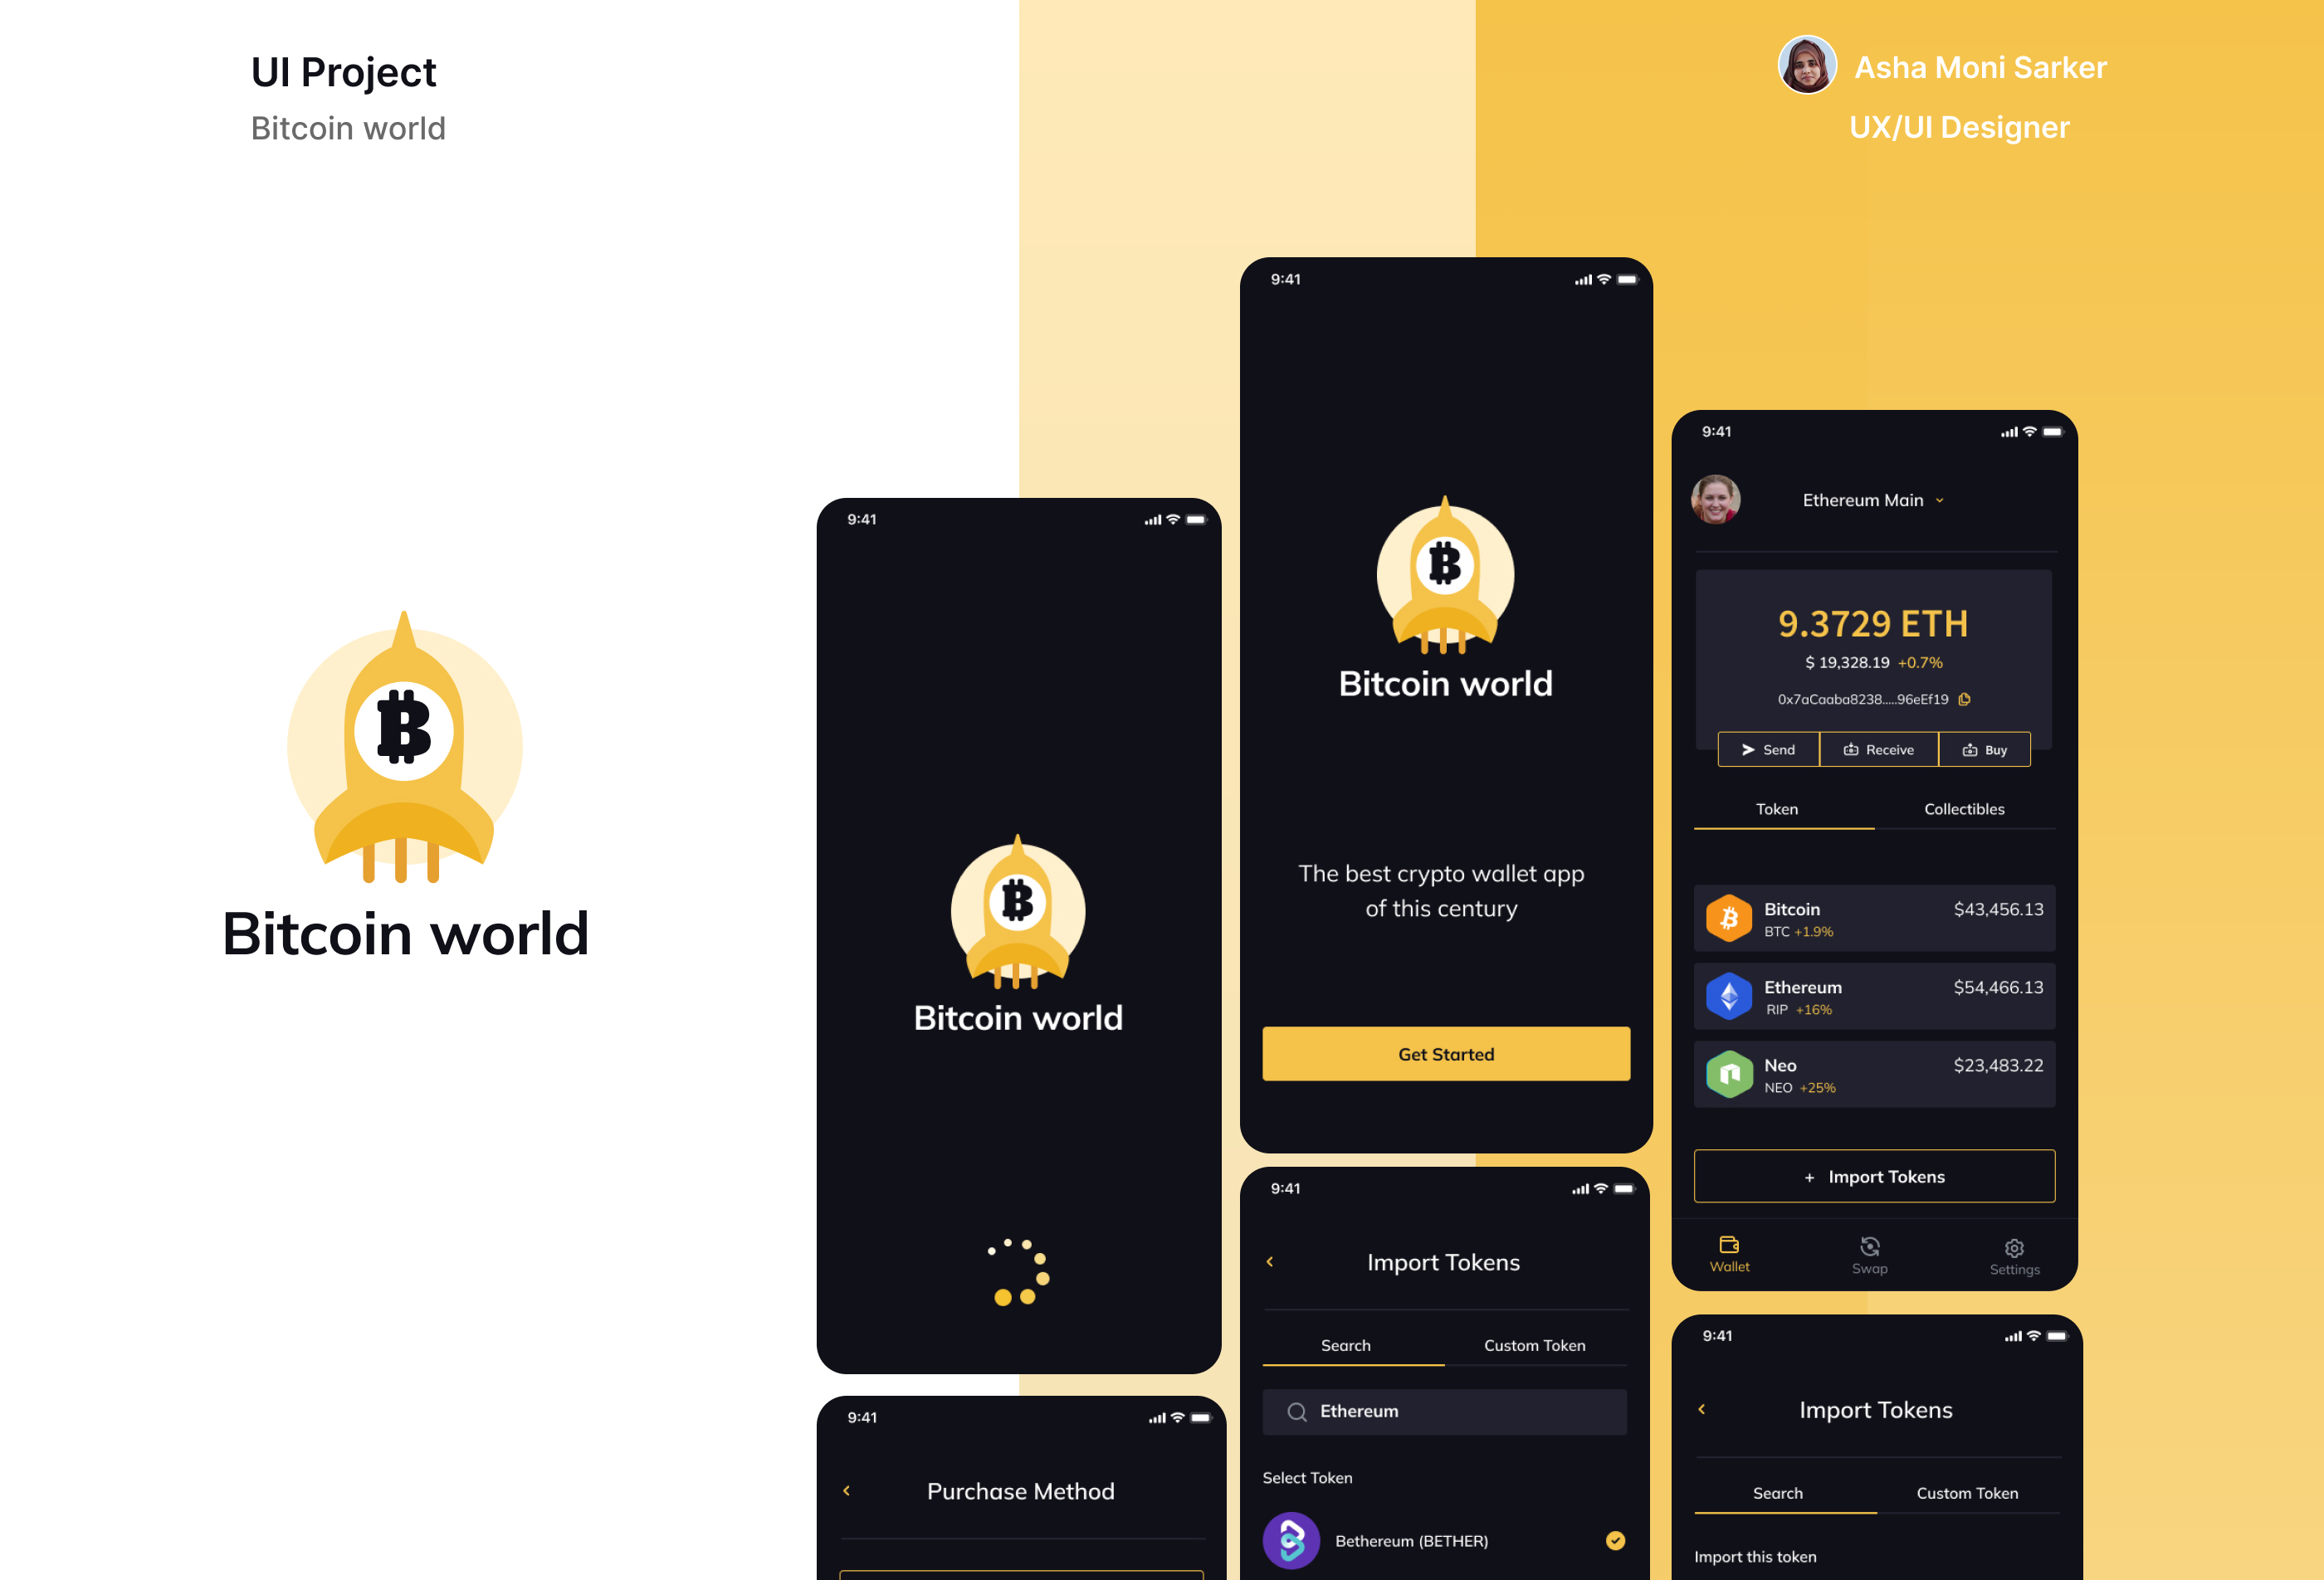 UI Project
Bitcoin world
Asha Moni Sarker
UX/UI Designer
Bitcoin world
9:41
Bitcoin world
9:41
Purchase Method
9:41
Bitcoin world
The best crypto wallet app
of this century
Get Started
9:41
Import Tokens
Search Custom Token
Ethereum
Select Token
Bethereum (BETHER)
9:41
Ethereum Main
9.3729 ETH
$ 19,328.19 +0.7%
0x7aCaaba8238.....96eEf19
Send Receive Buy
Token Collectibles
Bitcoin $43,456.13
BTC +1.9%
Ethereum $54,466.13
RIP +16%
Neo $23,483.22
NEO +25%
+ Import Tokens
Wallet Swap Settings
9:41
Import Tokens
Search Custom Token
Import this token